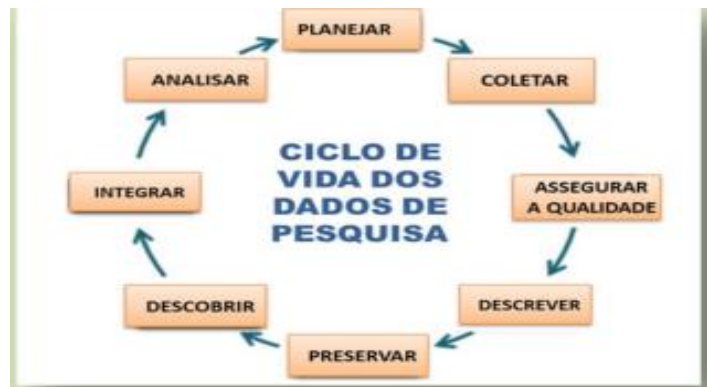 PLANEJAR
COLETAR
ASSEGURAR
A QUALIDADE
DESCREVER
PRESERVAR
DESCOBRIR
INTEGRAR
ANALISAR
CICLO DE
VIDA DOS
DADOS DE
PESQUISA